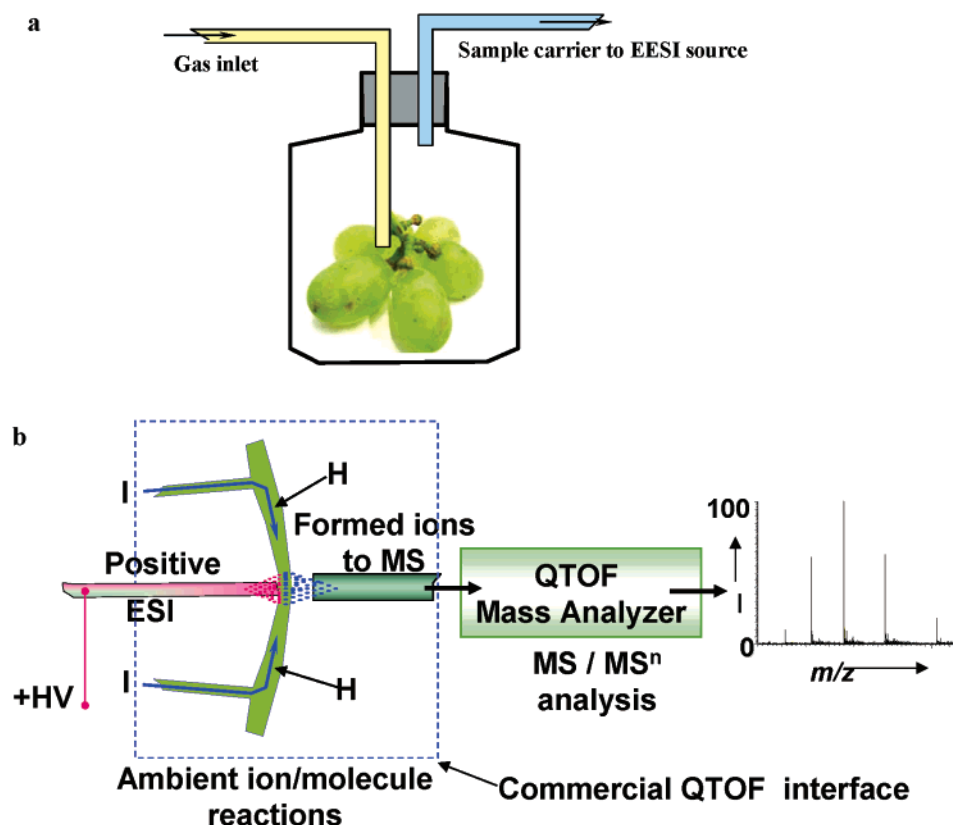 a
Gas inlet
Sample carrier to EESI source
b
I
H
Formed ions
to MS
Positive
ESI
+HV
I
H
Ambient ion/molecule
reactions
QTOF
Mass Analyzer
MS / MSⁿ
analysis
Commercial QTOF interface
100
I
0
m/z